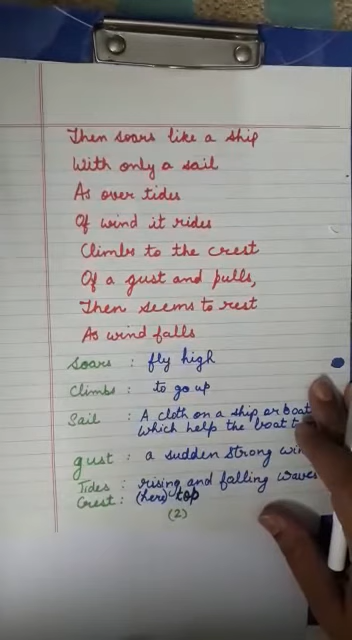 Then soars like a ship
With only a sail
As over tides
Of wind it rides
Climbs to the crest
Of a gust and pulls,
Then seems to rest
As wind falls
Soars : fly high
Climbs : to go up
Sail : A cloth on a ship or boat
which help the boat
gust : a sudden strong
Tides : rising and falling waves
Crest : (here) top
(2)